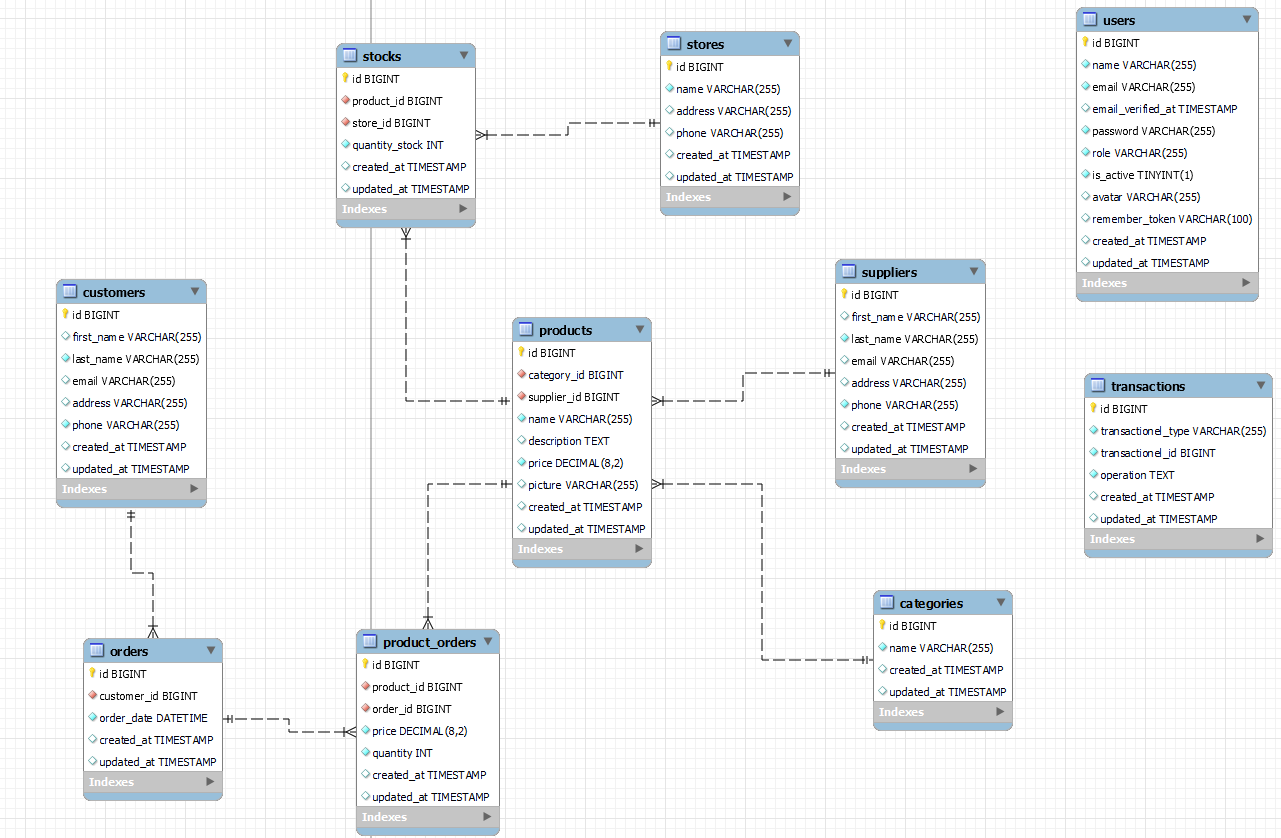 stocks
id BIGINT
product_id BIGINT
store_id BIGINT
quantity_stock INT
created_at TIMESTAMP
updated_at TIMESTAMP
Indexes
stores
id BIGINT
name VARCHAR(255)
address VARCHAR(255)
phone VARCHAR(255)
created_at TIMESTAMP
updated_at TIMESTAMP
Indexes
users
id BIGINT
name VARCHAR(255)
email VARCHAR(255)
email_verified_at TIMESTAMP
password VARCHAR(255)
role VARCHAR(255)
is_active TINYINT(1)
avatar VARCHAR(255)
remember_token VARCHAR(100)
created_at TIMESTAMP
updated_at TIMESTAMP
Indexes
customers
id BIGINT
first_name VARCHAR(255)
last_name VARCHAR(255)
email VARCHAR(255)
address VARCHAR(255)
phone VARCHAR(255)
created_at TIMESTAMP
updated_at TIMESTAMP
Indexes
products
id BIGINT
category_id BIGINT
supplier_id BIGINT
name VARCHAR(255)
description TEXT
price DECIMAL(8,2)
picture VARCHAR(255)
created_at TIMESTAMP
updated_at TIMESTAMP
Indexes
suppliers
id BIGINT
first_name VARCHAR(255)
last_name VARCHAR(255)
email VARCHAR(255)
address VARCHAR(255)
phone VARCHAR(255)
created_at TIMESTAMP
updated_at TIMESTAMP
Indexes
transactions
id BIGINT
transactionel_type VARCHAR(255)
transactionel_id BIGINT
operation TEXT
created_at TIMESTAMP
updated_at TIMESTAMP
Indexes
orders
id BIGINT
customer_id BIGINT
order_date DATETIME
created_at TIMESTAMP
updated_at TIMESTAMP
Indexes
product_orders
id BIGINT
product_id BIGINT
order_id BIGINT
price DECIMAL(8,2)
quantity INT
created_at TIMESTAMP
updated_at TIMESTAMP
Indexes
categories
id BIGINT
name VARCHAR(255)
created_at TIMESTAMP
updated_at TIMESTAMP
Indexes